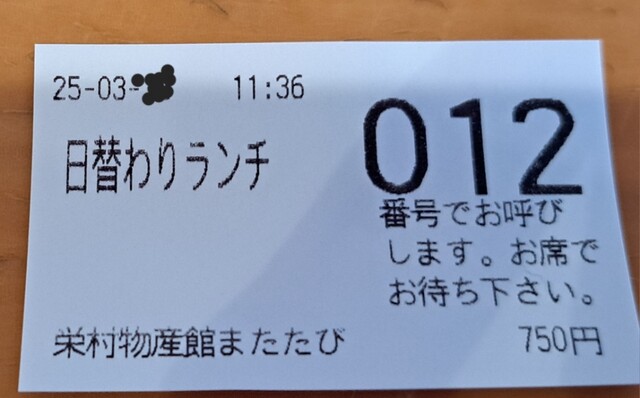 25-03- 11:36
012
日替わりランチ
番号でお呼び
します。お席で
お待ち下さい。
栄村物産館またたび 750円